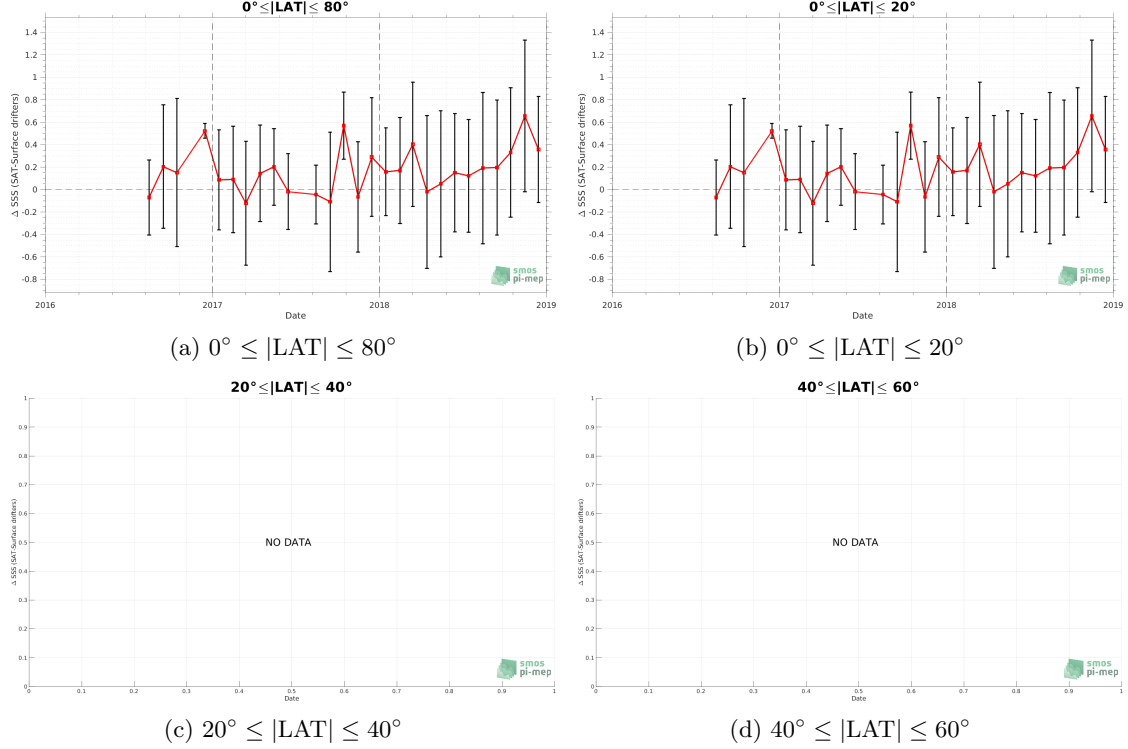 0°≤|LAT|≤ 80°
Δ SSS (SAT-Surface drifters)
1.4
1.2
1
0.8
0.6
0.4
0.2
0
-0.2
-0.4
-0.6
-0.8
2016
2017
2018
2019
Date
smos
pi-mep
(a) 0° ≤ |LAT| ≤ 80°
0°≤|LAT|≤ 20°
Δ SSS (SAT-Surface drifters)
1.4
1.2
1
0.8
0.6
0.4
0.2
0
-0.2
-0.4
-0.6
-0.8
2016
2017
2018
2019
Date
smos
pi-mep
(b) 0° ≤ |LAT| ≤ 20°
20°≤|LAT|≤ 40°
Δ SSS (SAT-Surface drifters)
1
0.9
0.8
0.7
0.6
0.5
0.4
0.3
0.2
0.1
0
NO DATA
0
0.1
0.2
0.3
0.4
0.5
0.6
0.7
0.8
0.9
1
Date
smos
pi-mep
(c) 20° ≤ |LAT| ≤ 40°
40°≤|LAT|≤ 60°
Δ SSS (SAT-Surface drifters)
1
0.9
0.8
0.7
0.6
0.5
0.4
0.3
0.2
0.1
0
NO DATA
0
0.1
0.2
0.3
0.4
0.5
0.6
0.7
0.8
0.9
1
Date
smos
pi-mep
(d) 40° ≤ |LAT| ≤ 60°